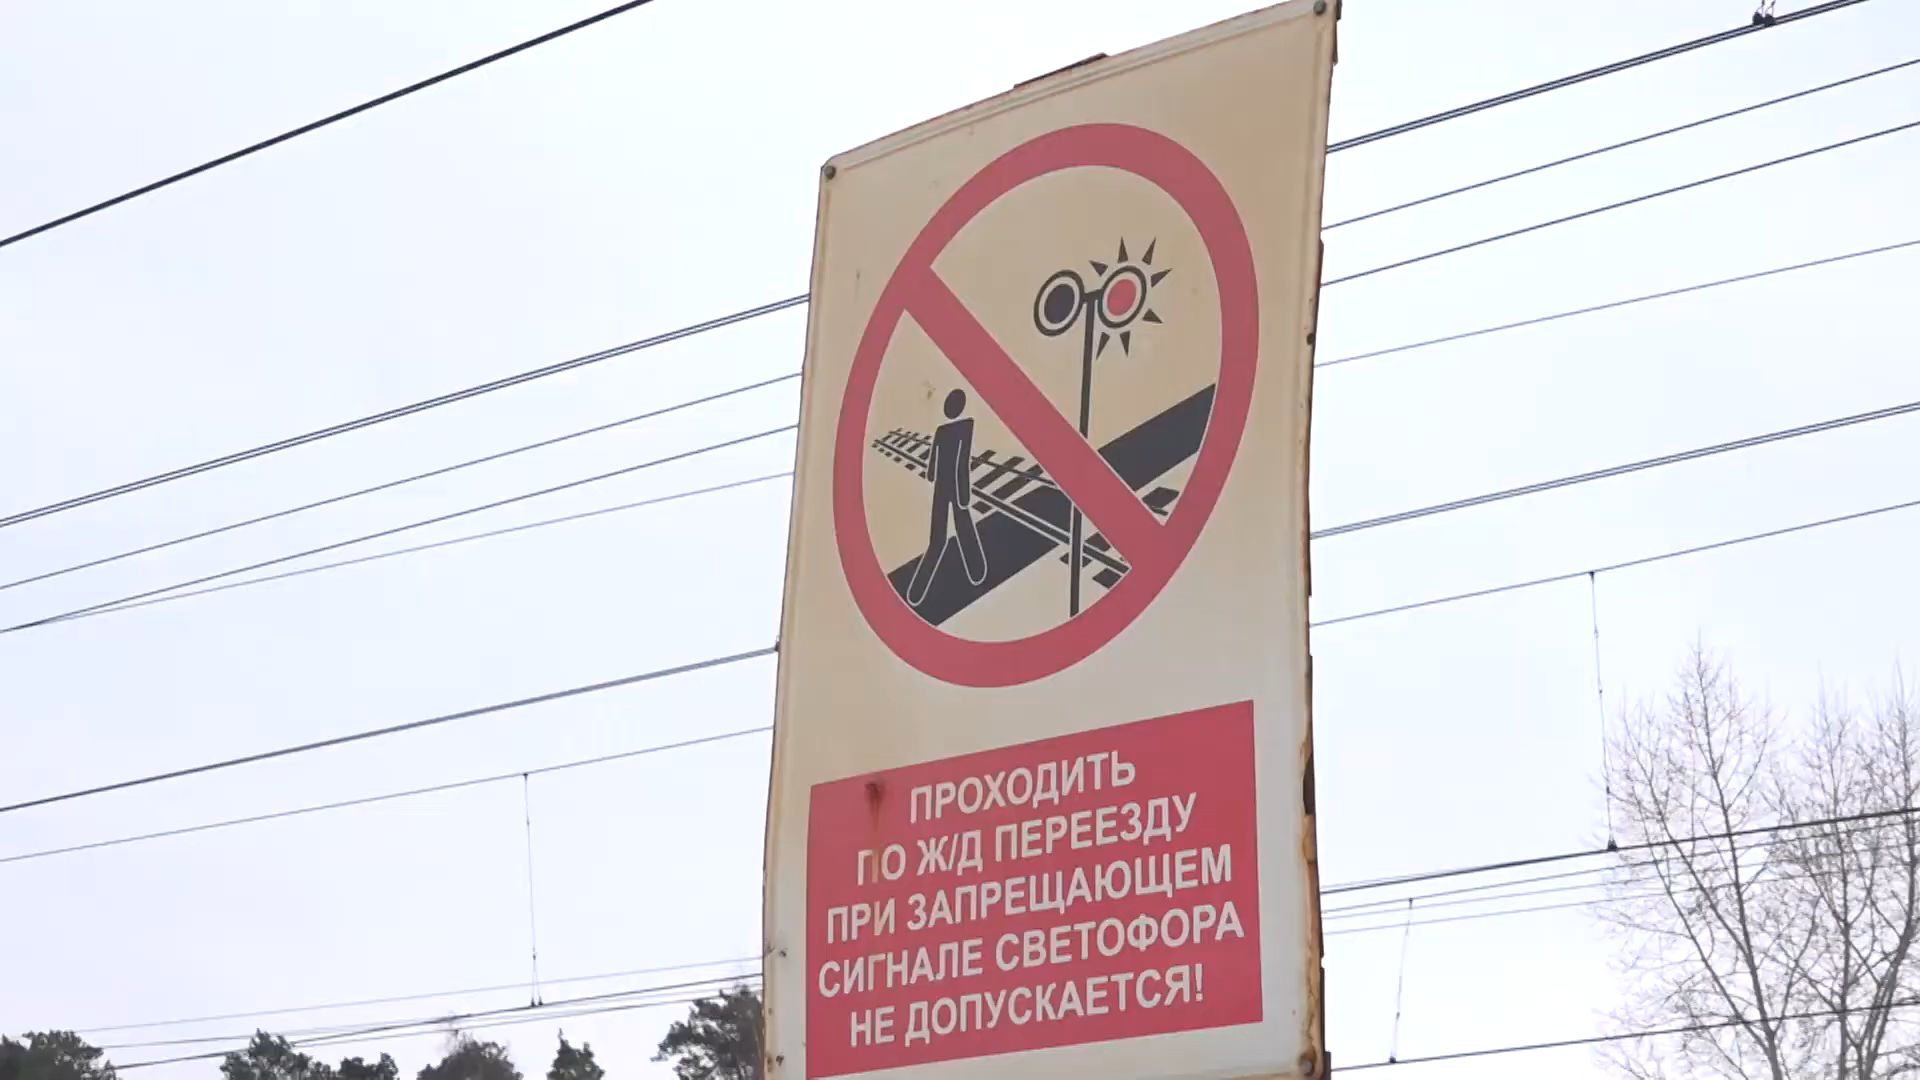 ПРОХОДИТЬ
ПО Ж/Д ПЕРЕЕЗДУ
ПРИ ЗАПРЕЩАЮЩЕМ
СИГНАЛЕ СВЕТОФОРА
НЕ ДОПУСКАЕТСЯ!